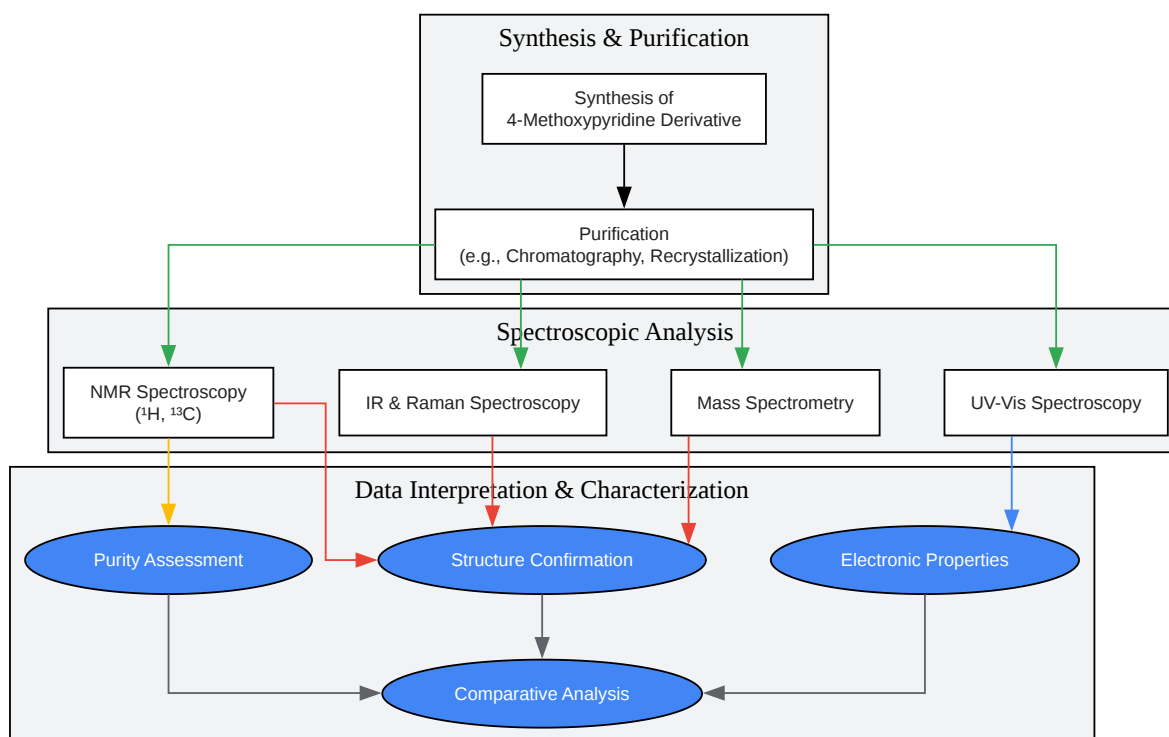 Synthesis & Purification
Synthesis of
4-Methoxypyridine Derivative
Purification
(e.g., Chromatography, Recrystallization)
Spectroscopic Analysis
NMR Spectroscopy
(¹H, ¹³C)
IR & Raman Spectroscopy
Mass Spectrometry
UV-Vis Spectroscopy
Data Interpretation & Characterization
Purity Assessment
Structure Confirmation
Electronic Properties
Comparative Analysis